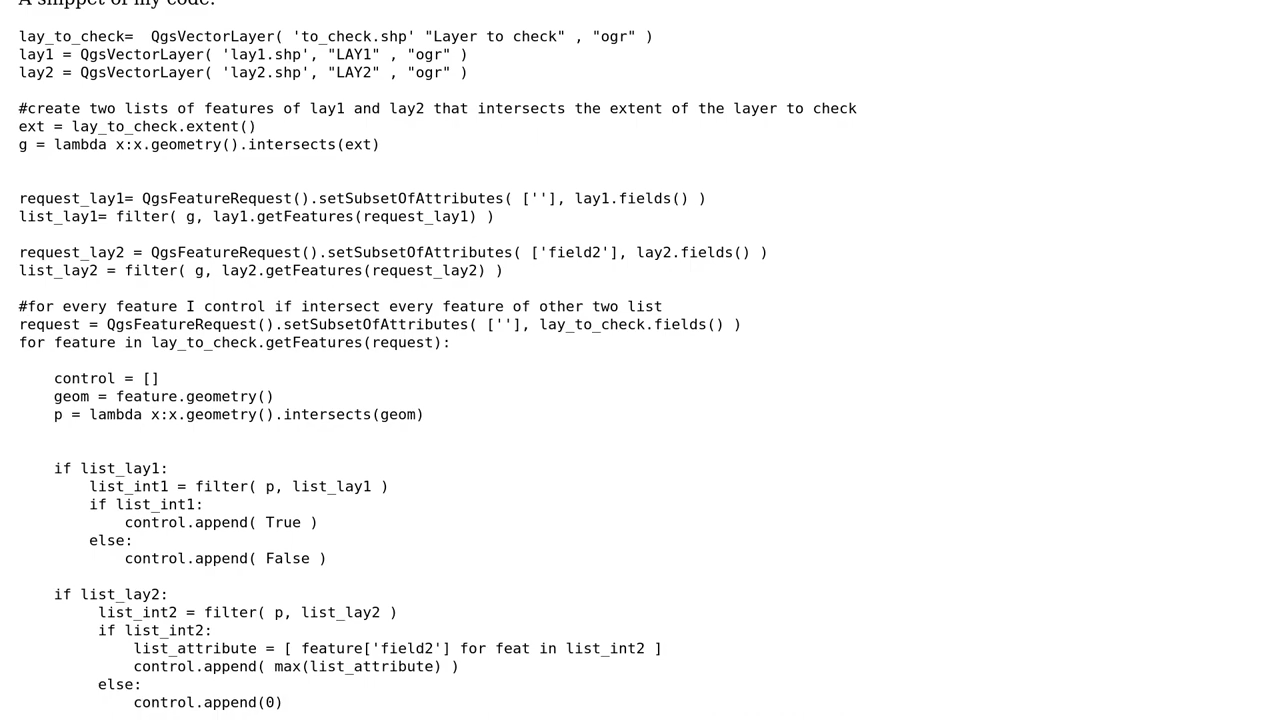 A snippet of my code:
lay_to_check=  QgsVectorLayer( 'to_check.shp' "Layer to check" , "ogr" )
lay1 = QgsVectorLayer( 'lay1.shp', "LAY1" , "ogr" )
lay2 = QgsVectorLayer( 'lay2.shp', "LAY2" , "ogr" )
#create two lists of features of lay1 and lay2 that intersects the extent of the layer to check
ext = lay_to_check.extent()
g = lambda x:x.geometry().intersects(ext)
request_lay1= QgsFeatureRequest().setSubsetOfAttributes( [''], lay1.fields() )
list_lay1= filter( g, lay1.getFeatures(request_lay1) )
request_lay2 = QgsFeatureRequest().setSubsetOfAttributes( ['field2'], lay2.fields() )
list_lay2 = filter( g, lay2.getFeatures(request_lay2) )
#for every feature I control if intersect every feature of other two list
request = QgsFeatureRequest().setSubsetOfAttributes( [''], lay_to_check.fields() )
for feature in lay_to_check.getFeatures(request):
    control = []
    geom = feature.geometry()
    p = lambda x:x.geometry().intersects(geom)
    if list_lay1:
        list_int1 = filter( p, list_lay1 )
        if list_int1:
            control.append( True )
        else:
            control.append( False )
    if list_lay2:
         list_int2 = filter( p, list_lay2 )
         if list_int2:
             list_attribute = [ feature['field2'] for feat in list_int2 ]
             control.append( max(list_attribute) )
         else:
             control.append(0)